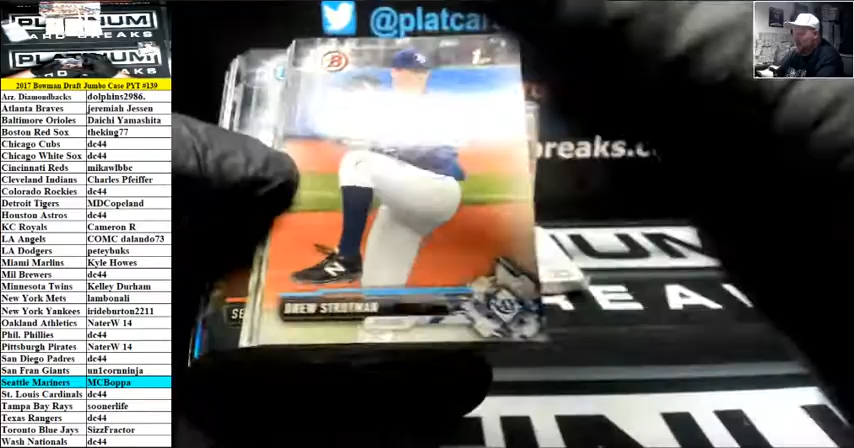 PLATINUM
CARD BREAKS
@platcar
1st
B
breaks.c
2017 Bowman Draft Jumbo Case PYT #139
Arz. Diamondbacks dolphins2986.
Atlanta Braves jeremiah Jessen
Baltimore Orioles Daichi Yamashita
Boston Red Sox theking77
Chicago Cubs dc44
Chicago White Sox dc44
Cincinnati Reds mikawlbbc
Cleveland Indians Charles Pfeiffer
Colorado Rockies dc44
Detroit Tigers MDCopeland
Houston Astros dc44
KC Royals Cameron R
LA Angels COMC dalando73
LA Dodgers peteybuks
Miami Marlins Kyle Howes
Mil Brewers dc44
Minnesota Twins Kelley Durham
New York Mets lambonali
New York Yankees irideburton2211
Oakland Athletics NaterW 14
Phil. Phillies dc44
Pittsburgh Pirates NaterW 14
San Diego Padres dc44
San Fran Giants un1cornninja
Seattle Mariners MCBoppa
St. Louis Cardinals dc44
Tampa Bay Rays soonerlife
Texas Rangers dc44
Toronto Blue Jays SizzFractor
Wash Nationals dc44
SE
DREW STROTMAN
NUM
REA